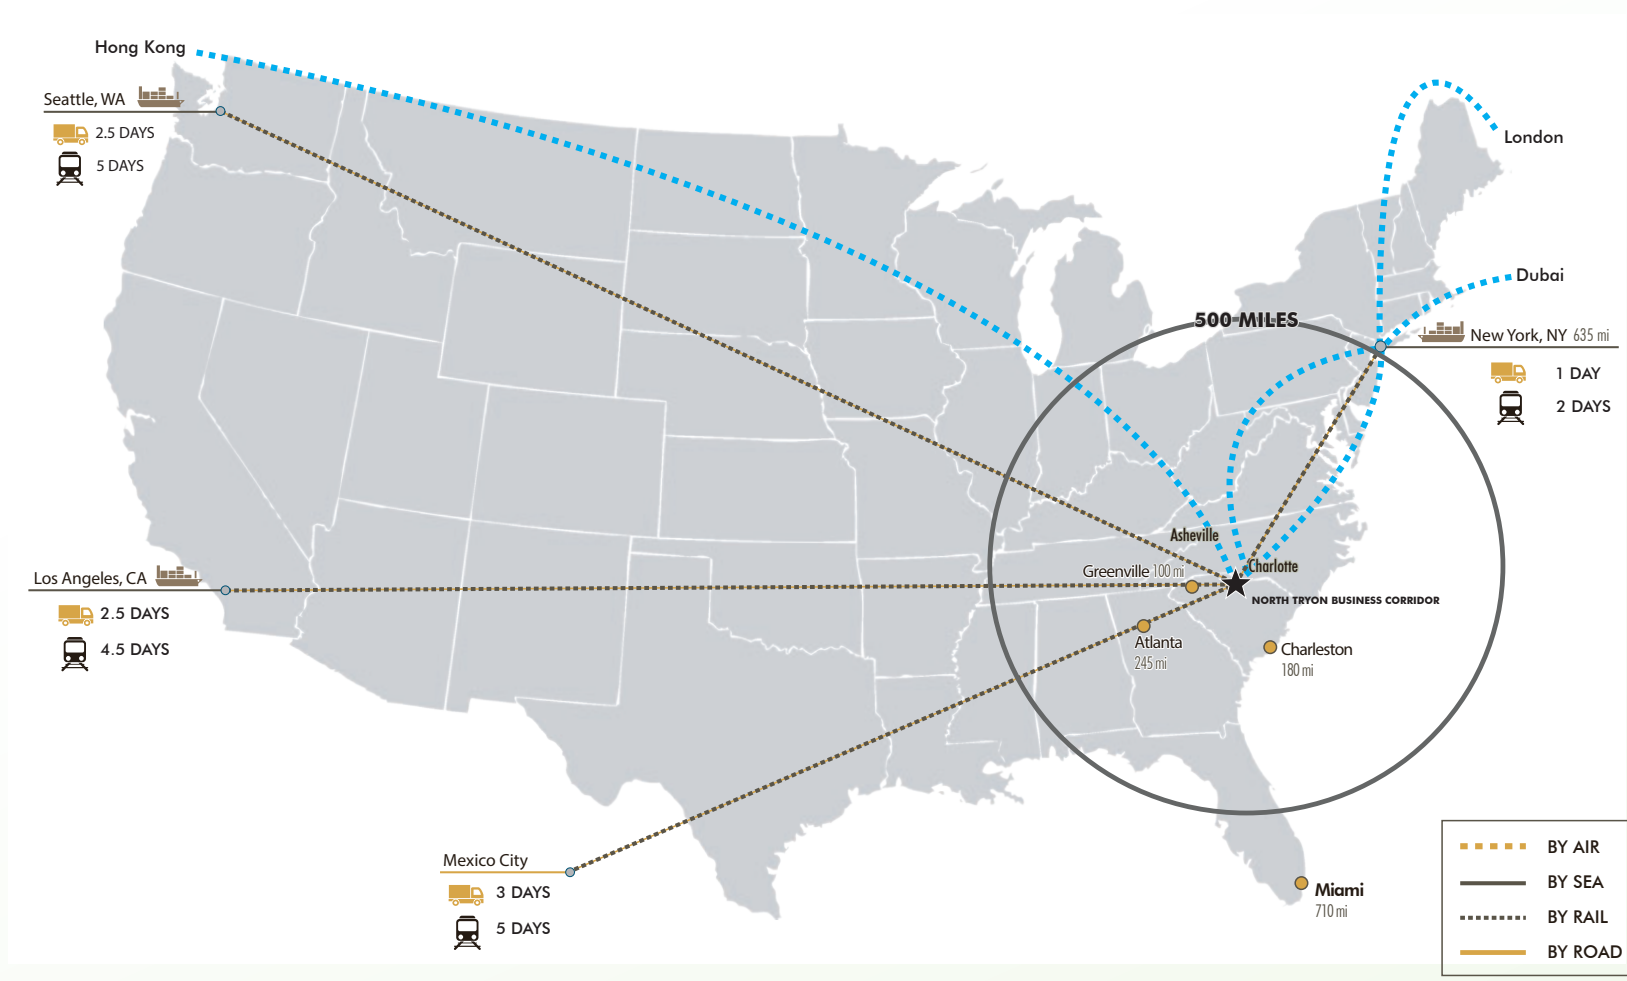 Hong Kong
Seattle, WA
2.5 DAYS
5 DAYS
London
Dubai
500 MILES
New York, NY 635 mi
1 DAY
2 DAYS
Asheville
Charlotte
Greenville 100 mi
NORTH TRYON BUSINESS CORRIDOR
Los Angeles, CA
2.5 DAYS
4.5 DAYS
Atlanta
245 mi
Charleston
180 mi
Mexico City
3 DAYS
5 DAYS
Miami
710 mi
BY AIR
BY SEA
BY RAIL
BY ROAD